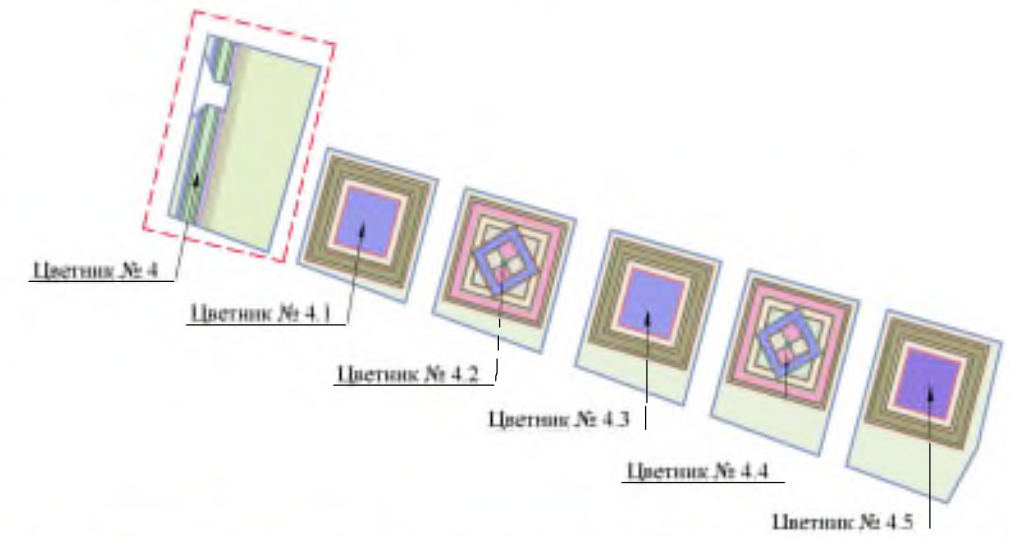 Цветник № 4
Цветник № 4.1
Цветник № 4.2
Цветник № 4.3
Цветник № 4.4
Цветник № 4.5